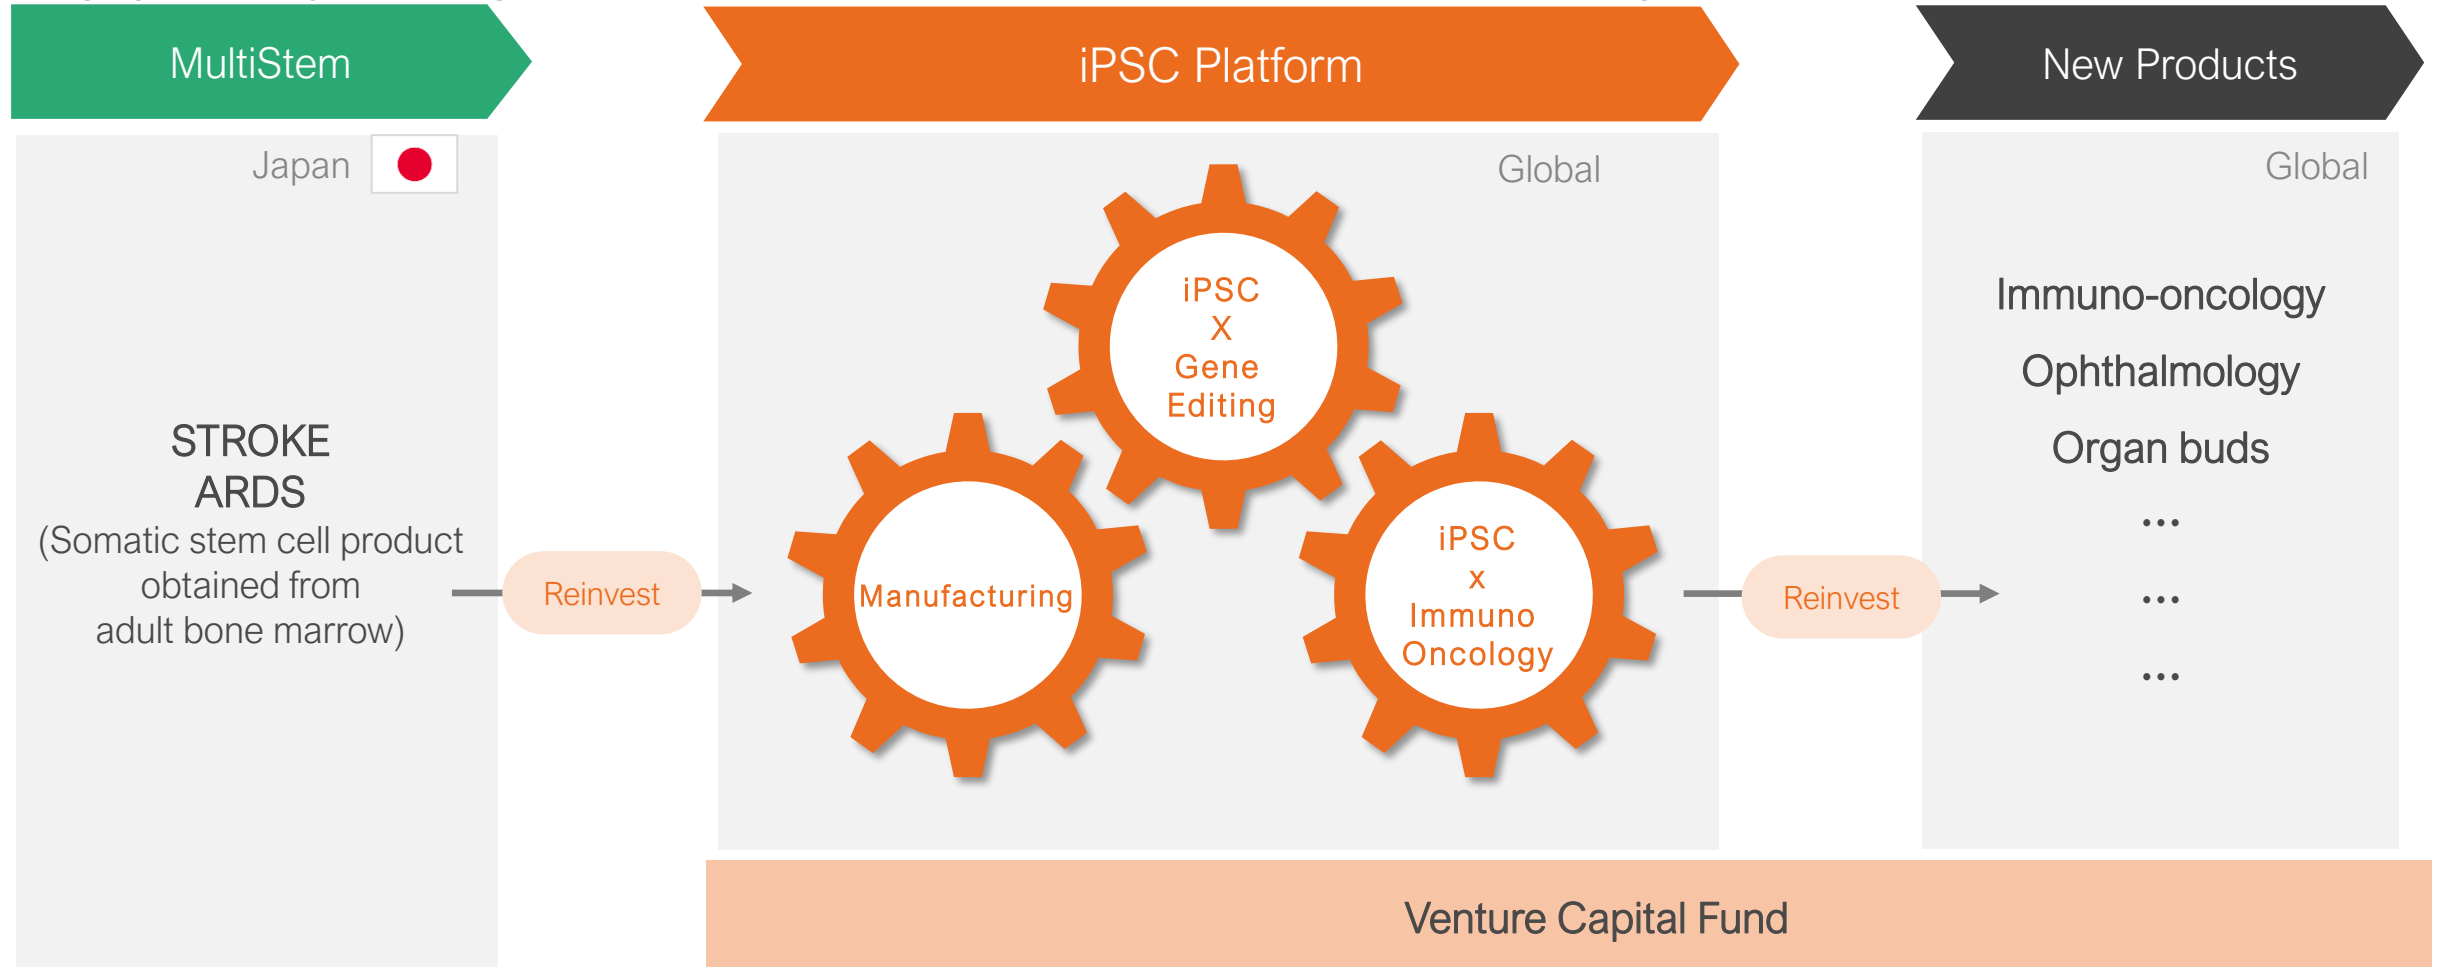 MultiStem
iPSC Platform
New Products
Japan
Global
Global
STROKE
ARDS
(Somatic stem cell product
obtained from
adult bone marrow)
Reinvest
iPSC
X
Gene
Editing
Manufacturing
iPSC
x
Immuno
Oncology
Reinvest
Immuno-oncology
Ophthalmology
Organ buds
...
...
...
Venture Capital Fund